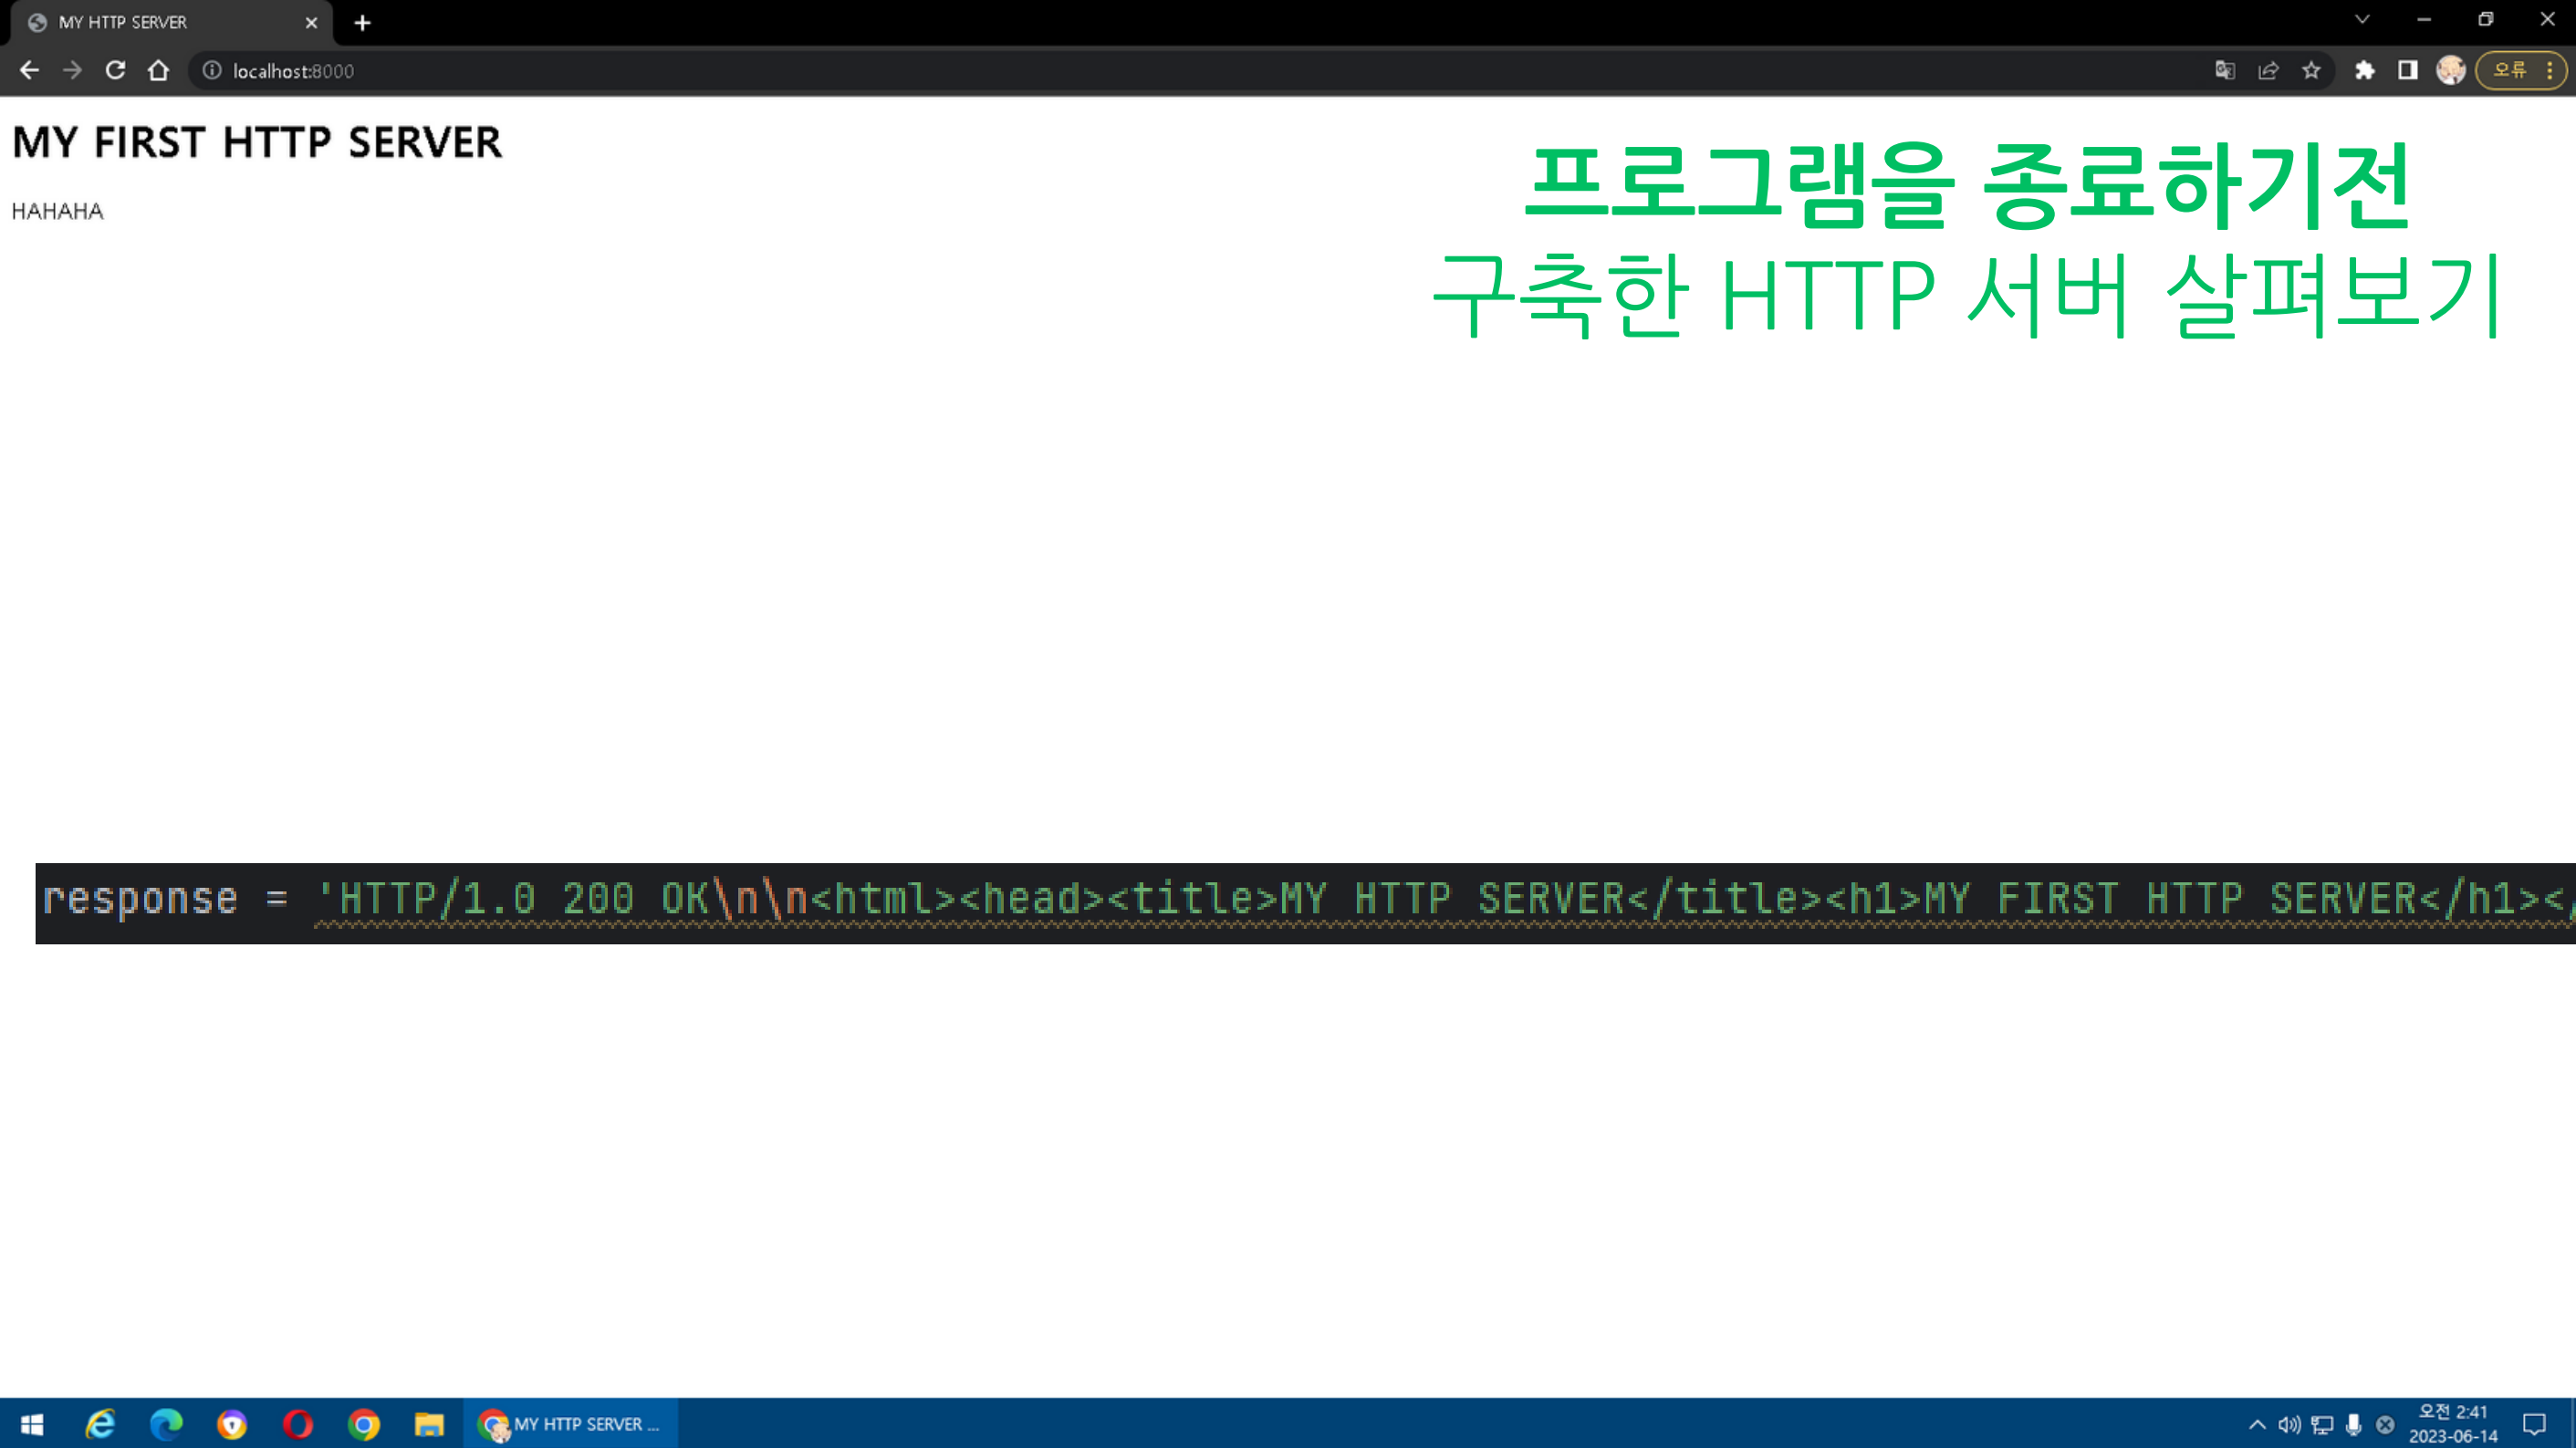 MY HTTP SERVER
localhost:8000
오류
MY FIRST HTTP SERVER
HAHAHA
프로그램을 종료하기전
구축한 HTTP 서버 살펴보기
response = 'HTTP/1.0 200 OK\n\n<html><head><title>MY HTTP SERVER</title><h1>MY FIRST HTTP SERVER</h1></
MY HTTP SERVER ...
오전 2:41
2023-06-14